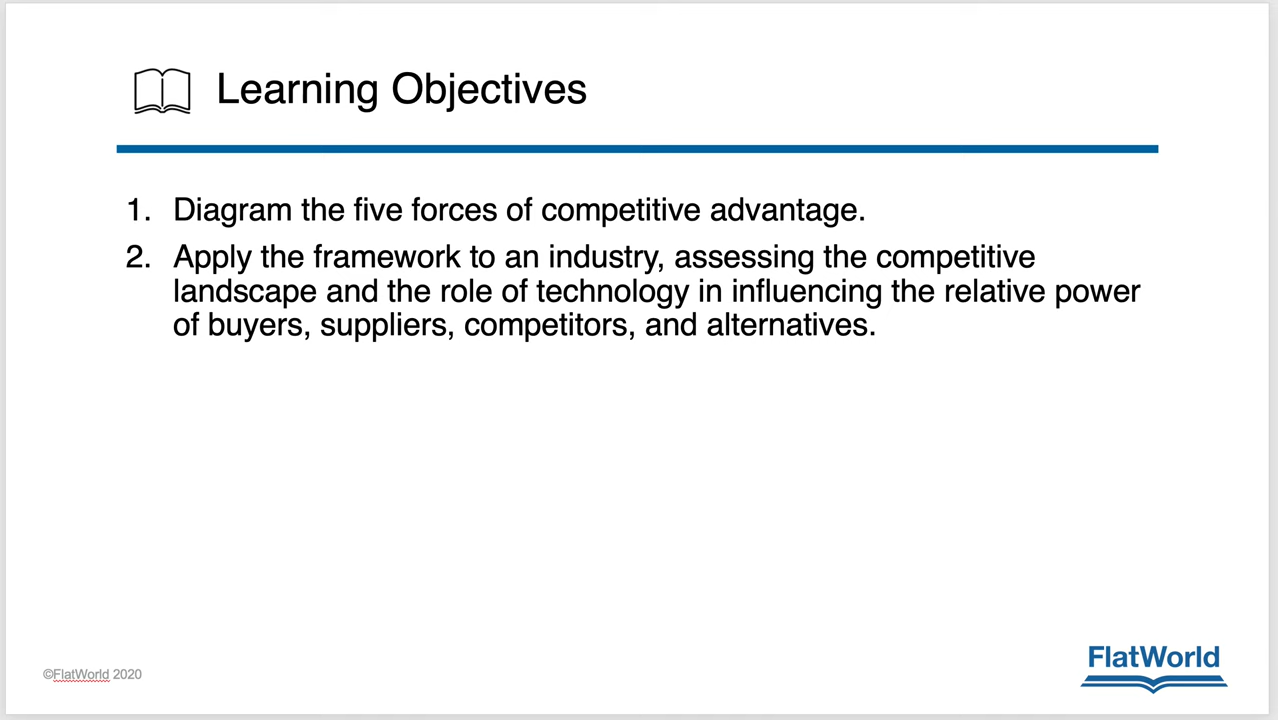 Learning Objectives
1. Diagram the five forces of competitive advantage.
2. Apply the framework to an industry, assessing the competitive
landscape and the role of technology in influencing the relative power
of buyers, suppliers, competitors, and alternatives.
©FlatWorld 2020
FlatWorld